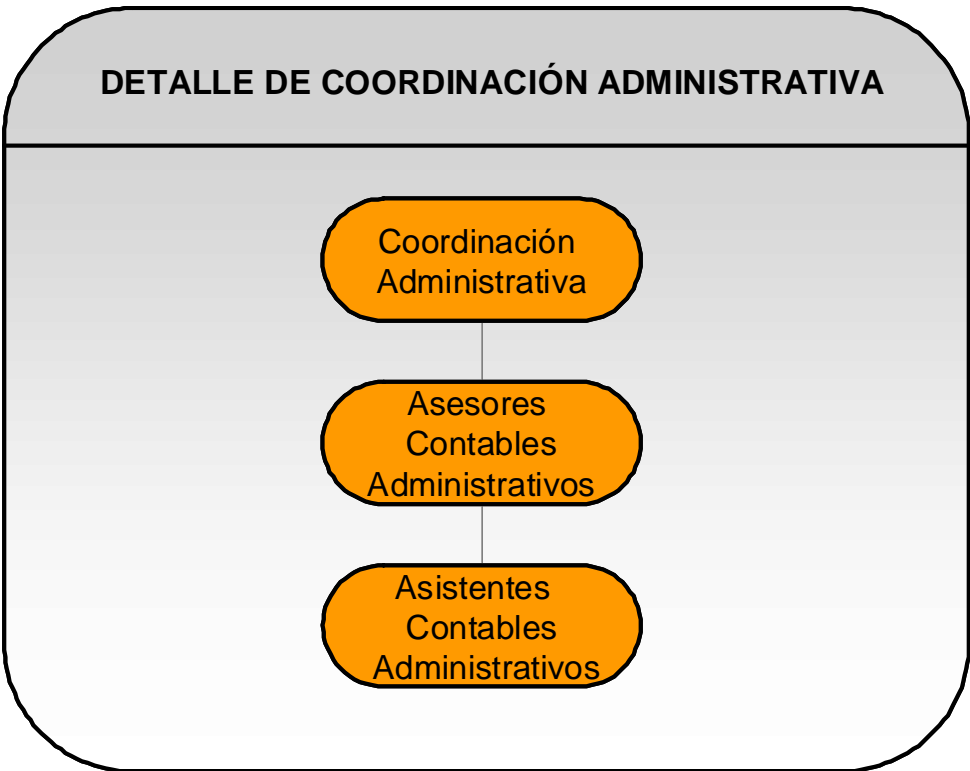 DETALLE DE COORDINACIÓN ADMINISTRATIVA
Coordinación
Administrativa
Asesores
Contables
Administrativos
Asistentes
Contables
Administrativos